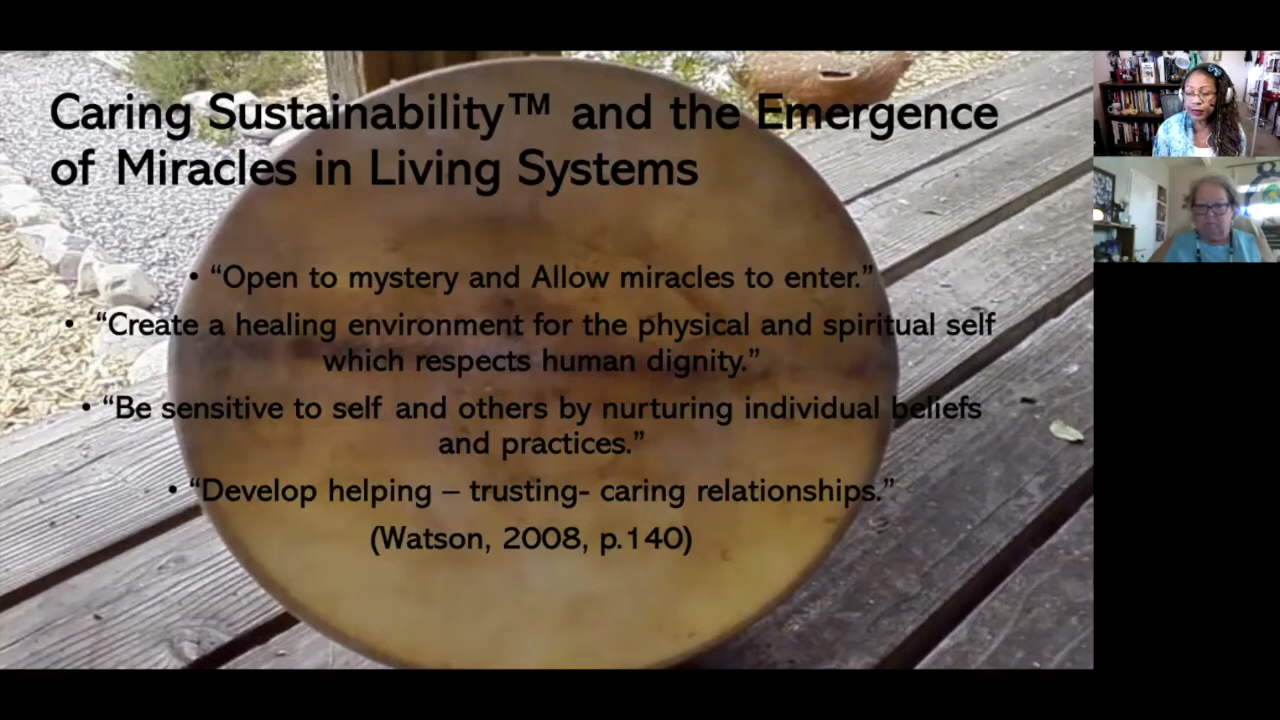 Caring Sustainability™ and the Emergence
of Miracles in Living Systems
• “Open to mystery and Allow miracles to enter.”
• “Create a healing environment for the physical and spiritual self
which respects human dignity.”
• “Be sensitive to self and others by nurturing individual beliefs
and practices.”
• “Develop helping – trusting- caring relationships.”
(Watson, 2008, p.140)